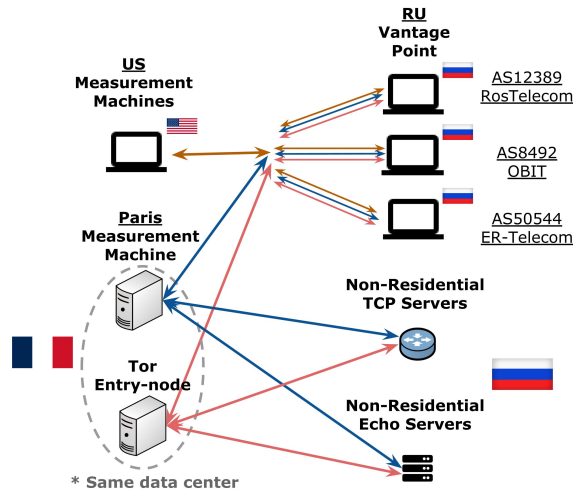 RU
Vantage
Point
US
Measurement
Machines
AS12389
RosTelecom
AS8492
OBIT
AS50544
ER-Telecom
Paris
Measurement
Machine
Non-Residential
TCP Servers
Tor
Entry-node
Non-Residential
Echo Servers
* Same data center